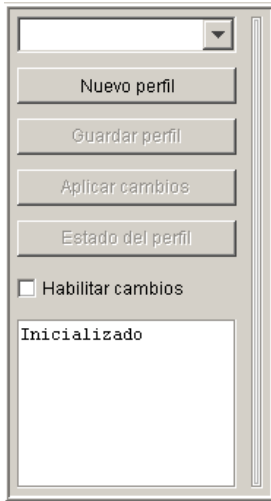 Nuevo perfil
Guardar perfil
Aplicar cambios
Estado del perfil
Habilitar cambios
Inicializado